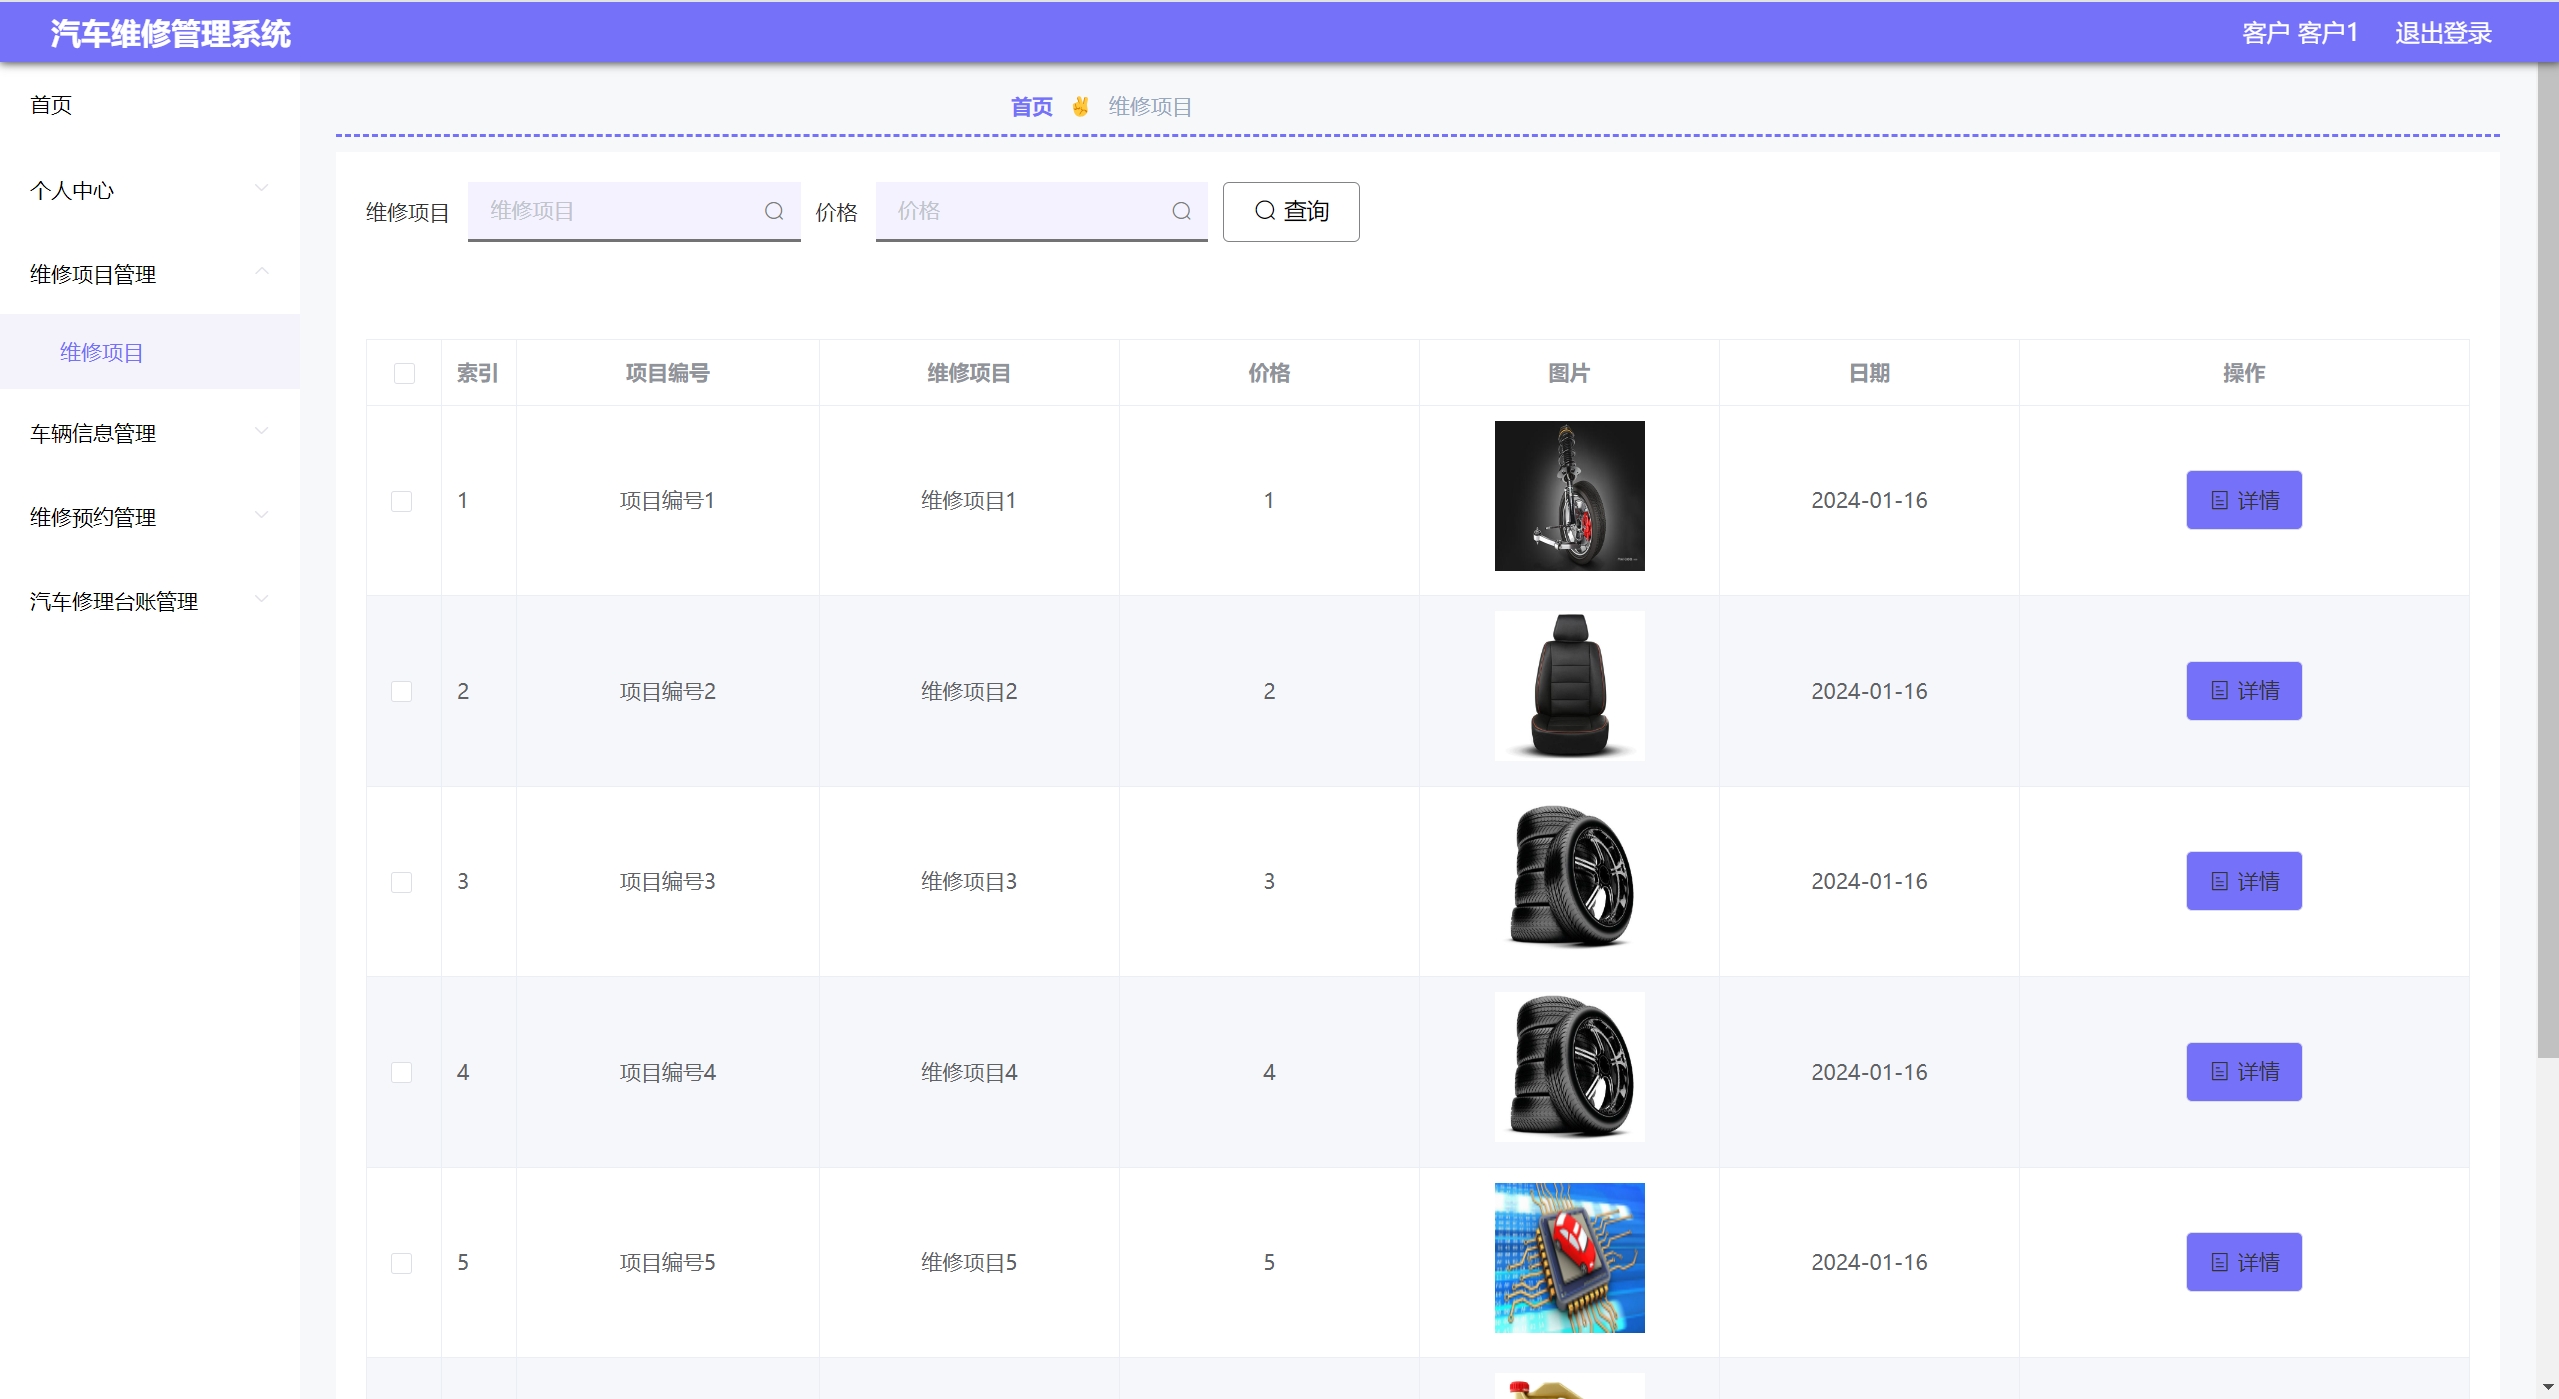 汽车维修管理系统 客户 客户1 退出登录
首页
个人中心
维修项目管理
维修项目
车辆信息管理
维修预约管理
汽车修理台账管理
首页 ✌ 维修项目
维修项目 维修项目 价格 价格 查询
索引 项目编号 维修项目 价格 图片 日期 操作
1 项目编号1 维修项目1 1 2024-01-16 详情
2 项目编号2 维修项目2 2 2024-01-16 详情
3 项目编号3 维修项目3 3 2024-01-16 详情
4 项目编号4 维修项目4 4 2024-01-16 详情
5 项目编号5 维修项目5 5 2024-01-16 详情